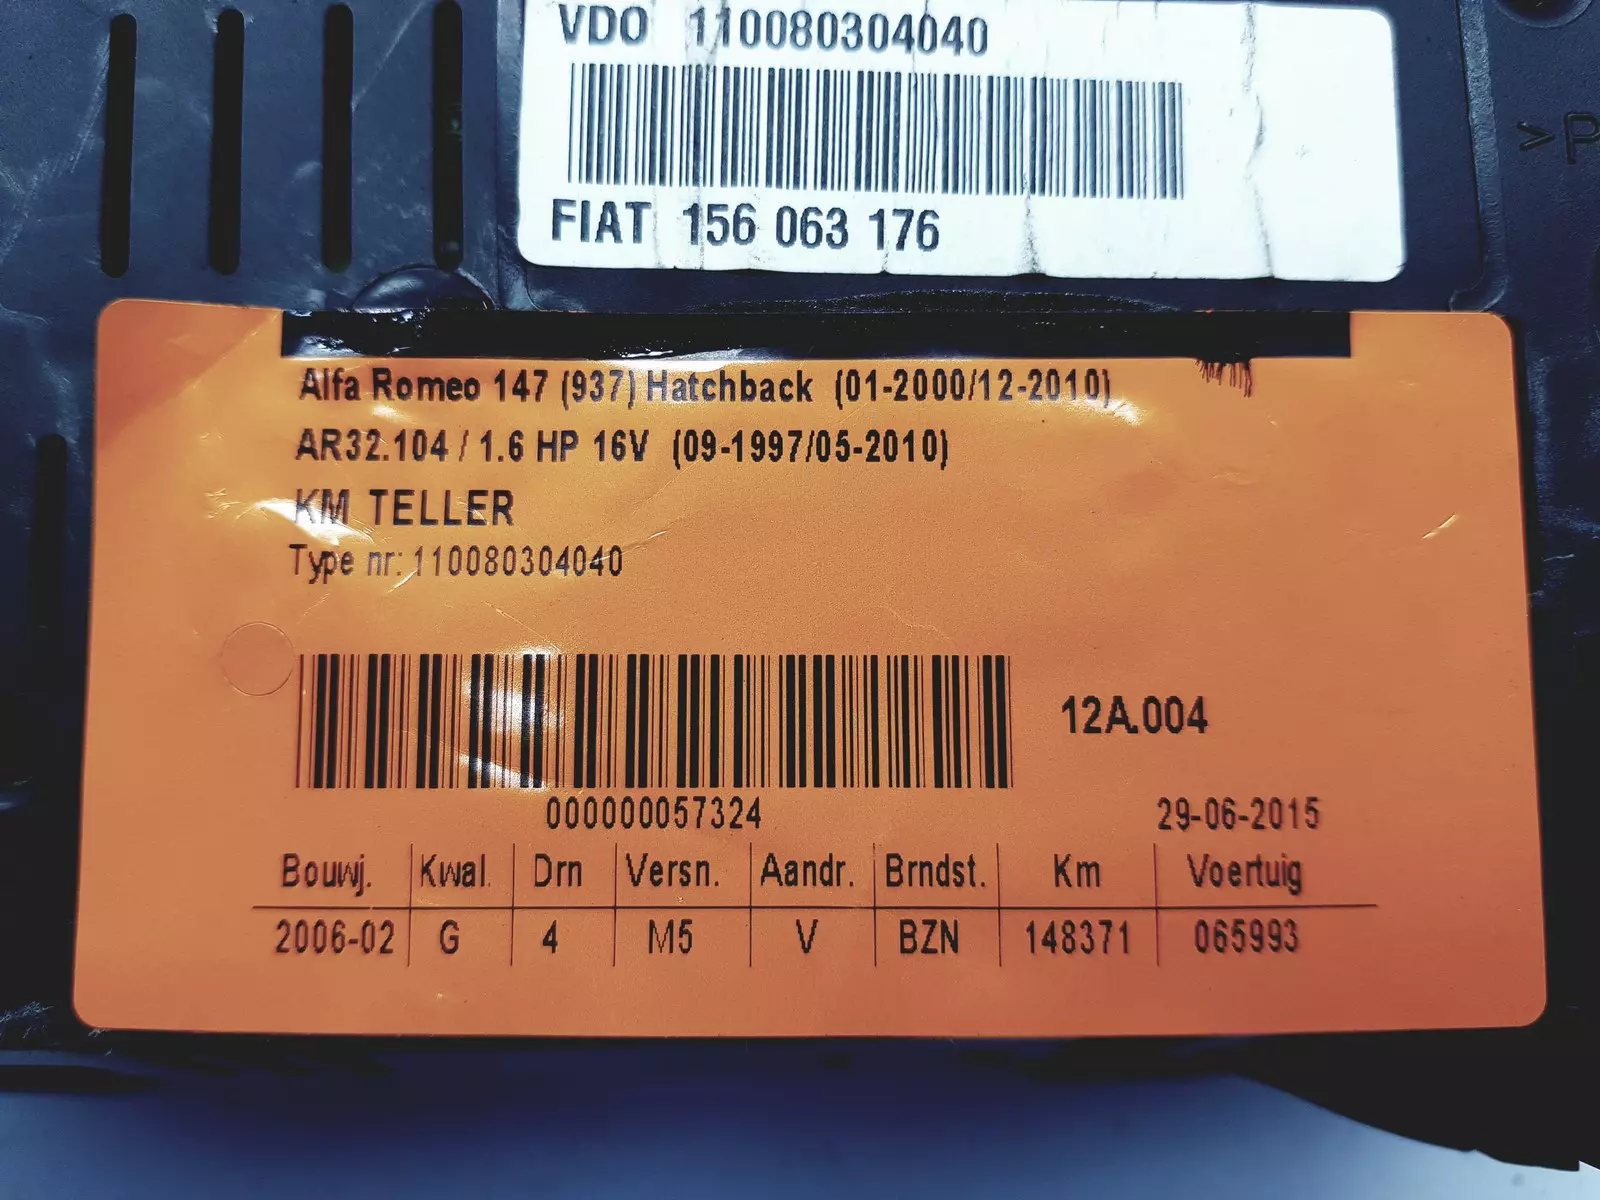 VDO 110080304040
FIAT 156 063 176
>P
Alfa Romeo 147 (937) Hatchback (01-2000/12-2010)
AR32.104 / 1.6 HP 16V (09-1997/05-2010)
KM TELLER
Type nr: 110080304040
12A.004
000000057324 29-06-2015
Bouwj. Kwal. Drn Versn. Aandr. Brndst. Km Voertuig
2006-02 G 4 M5 V BZN 148371 065993